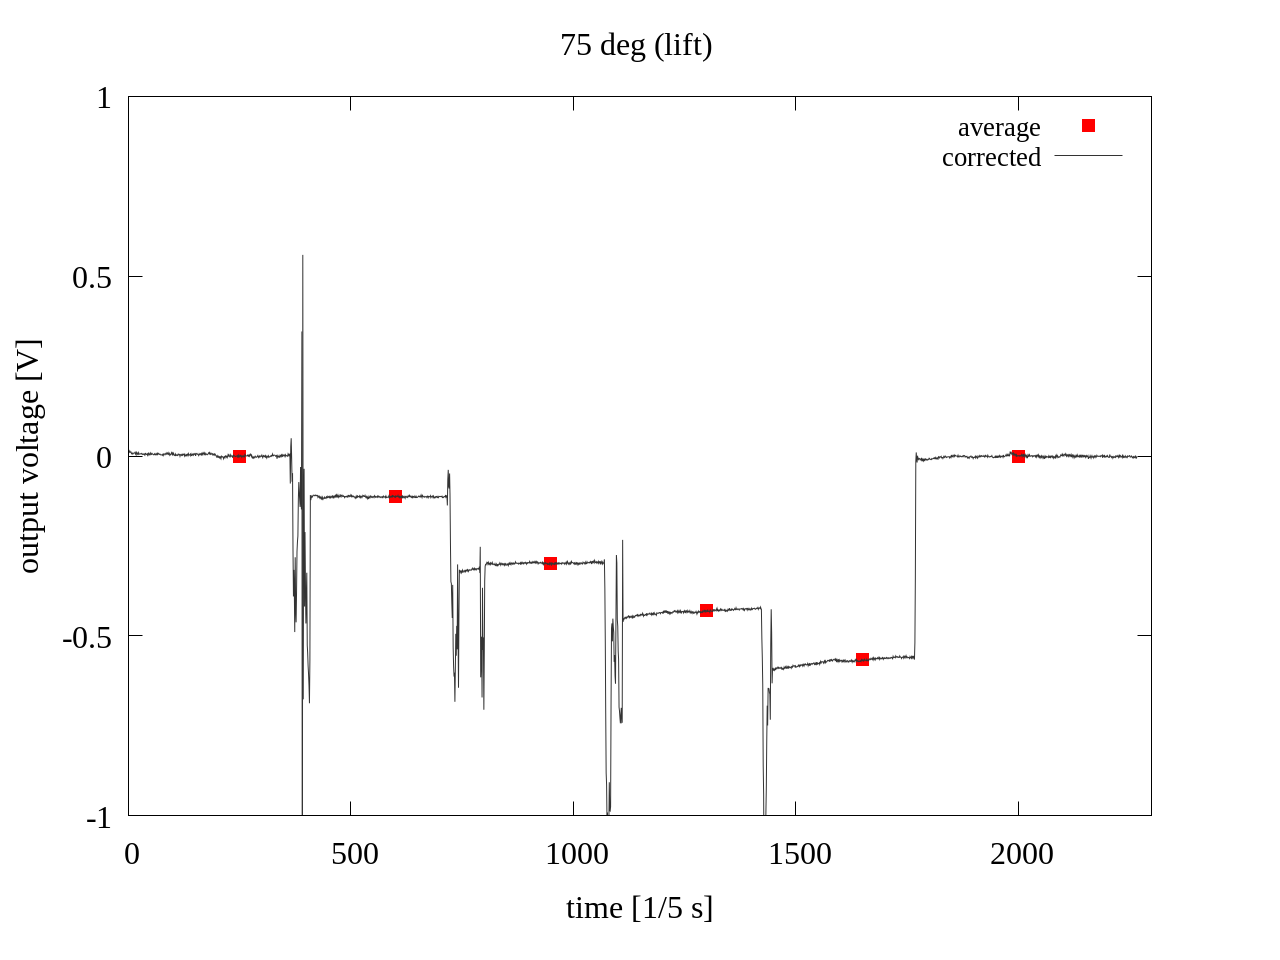 75 deg (lift)
1
average
corrected
0.5
output voltage [V]
0
-0.5
-1
0 500 1000 1500 2000
time [1/5 s]